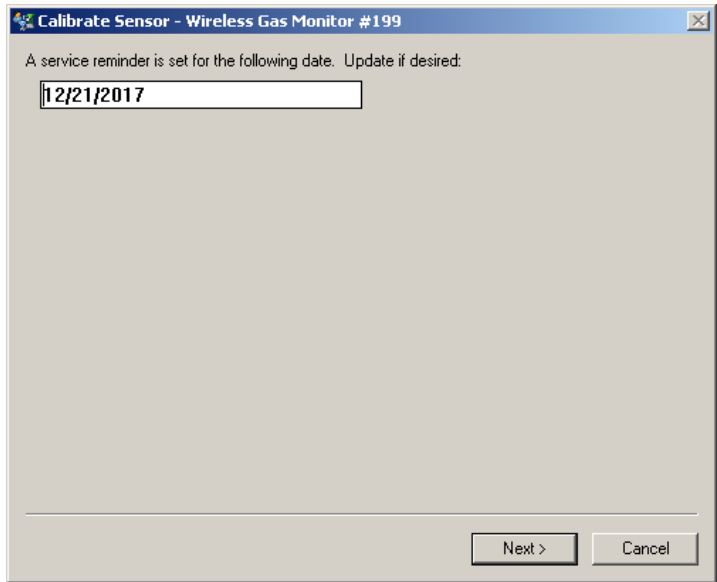 Calibrate Sensor - Wireless Gas Monitor #199
A service reminder is set for the following date.  Update if desired:
12/21/2017
Next >
Cancel